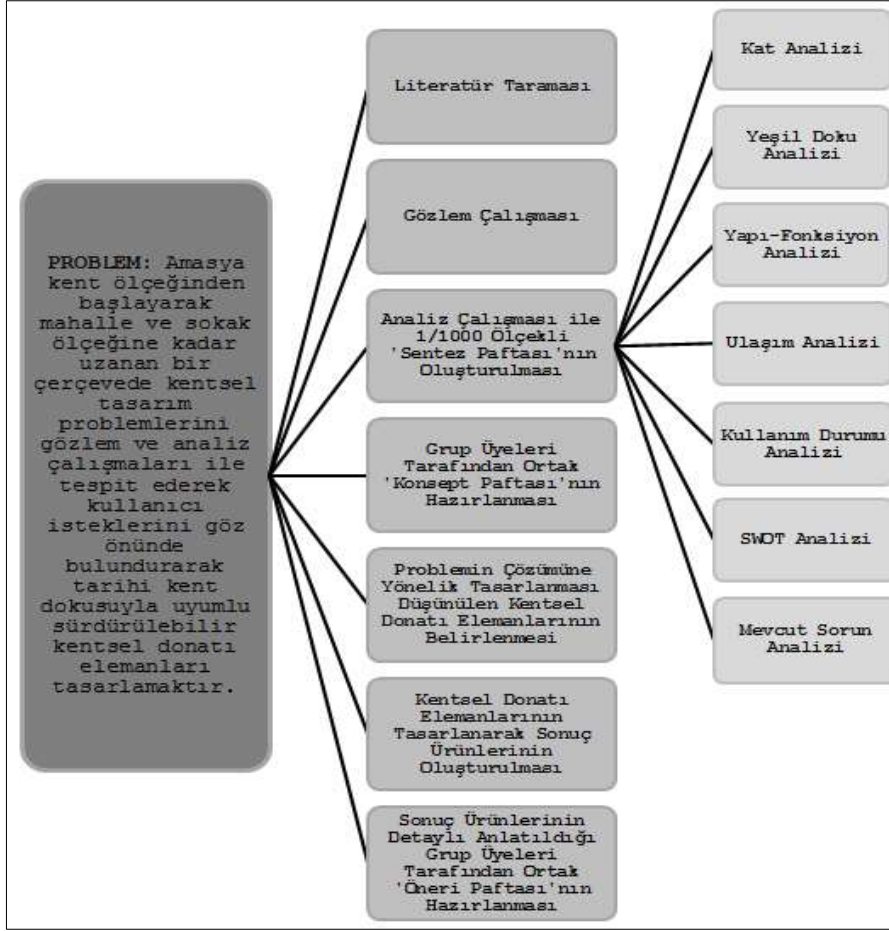 PROBLEM: Amasya
kent ölçeğinden
başlayarak
mahalle ve sokak
ölçeğine kadar
uzanan bir
çerçevede kentsel
tasarım
problemlerini
gözlem ve analiz
çalışmaları ile
tespit ederek
kullanıcı
isteklerini göz
önünde
bulundurarak
tarihi kent
dokusuyla uyumlu
sürdürülebilir
kentsel donatı
elemanları
tasarlamaktır.
Literatür Taraması
Gözlem Çalışması
Analiz Çalışması ile
1/1000 Ölçekli
'Sentez Paftası'nın
Oluşturulması
Grup Üyeleri
Tarafından Ortak
'Konsept Paftası'nın
Hazırlanması
Problemin Çözümüne
Yönelik Tasarlanması
Düşünülen Kentsel
Donatı Elemanlarının
Belirlenmesi
Kentsel Donatı
Elemanlarının
Tasarlanarak Sonuç
Ürünlerinin
Oluşturulması
Sonuç Ürünlerinin
Detaylı Anlatıldığı
Grup Üyeleri
Tarafından Ortak
'Öneri Paftası'nın
Hazırlanması
Kat Analizi
Yeşil Doku
Analizi
Yapı-Fonksiyon
Analizi
Ulaşım Analizi
Kullanım Durumu
Analizi
SWOT Analizi
Mevcut Sorun
Analizi